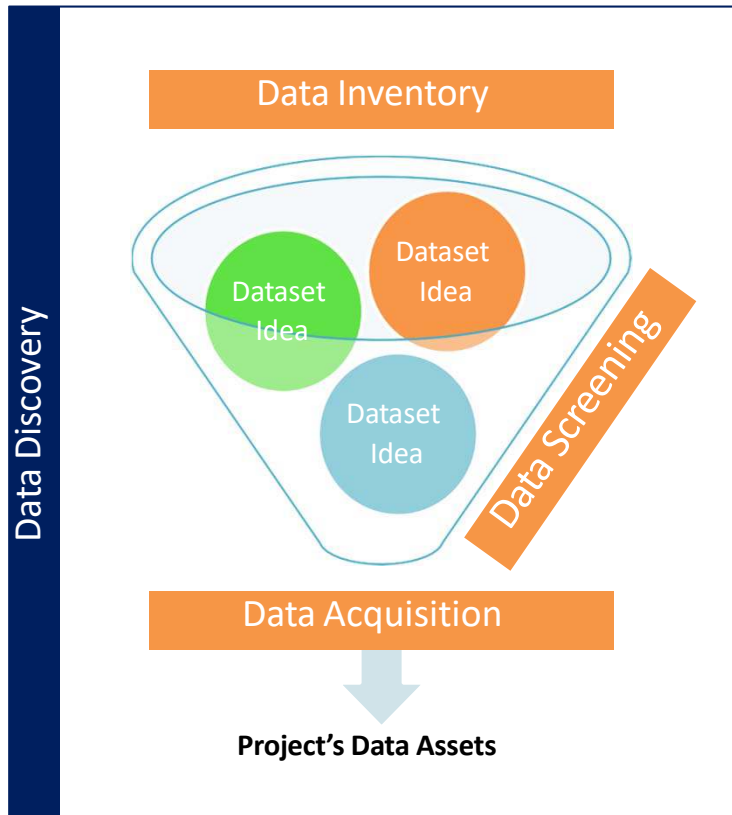 Data Discovery
Data Inventory
Dataset
Idea
Dataset
Idea
Dataset
Idea
Data Screening
Data Acquisition
Project’s Data Assets